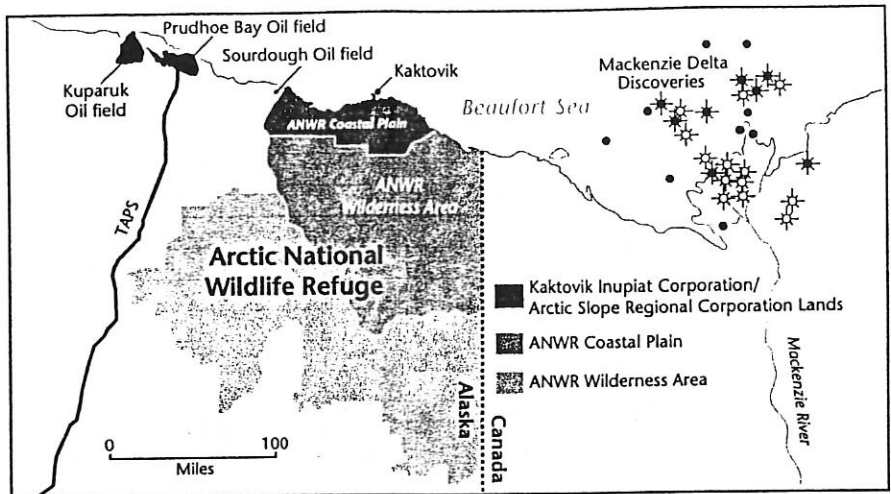 Prudhoe Bay Oil field
Sourdough Oil field
Kaktovik
Kuparuk
Oil field
Mackenzie Delta
Discoveries
Beaufort Sea
ANWR Coastal Plain
ANWR
Wilderness Area
TAPS
Arctic National
Wildlife Refuge
Kaktovik Inupiat Corporation/
Arctic Slope Regional Corporation Lands
ANWR Coastal Plain
ANWR Wilderness Area
Alaska
Canada
Mackenzie River
0 100
Miles